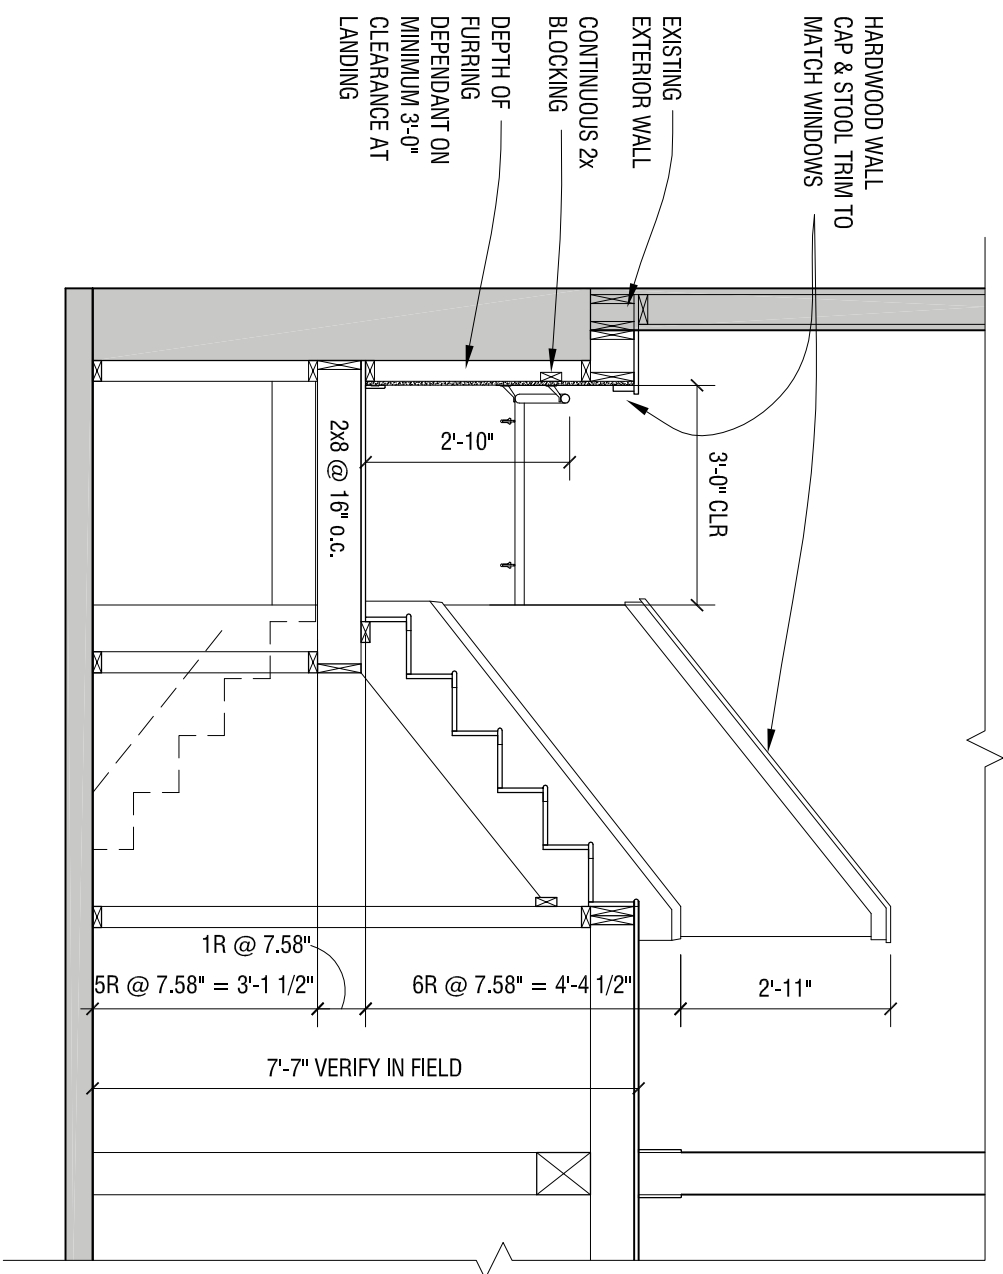 HARDWOOD WALL
CAP & STOOL TRIM TO
MATCH WINDOWS
EXISTING
EXTERIOR WALL
CONTINUOUS 2x
BLOCKING
DEPTH OF
FURRING
DEPENDANT ON
MINIMUM 3'-0"
CLEARANCE AT
LANDING
2'-10"
3'-0" CLR
2x8 @ 16" o.c.
1R @ 7.58"
5R @ 7.58" = 3'-1 1/2"
6R @ 7.58" = 4'-4 1/2"
2'-11"
7'-7" VERIFY IN FIELD